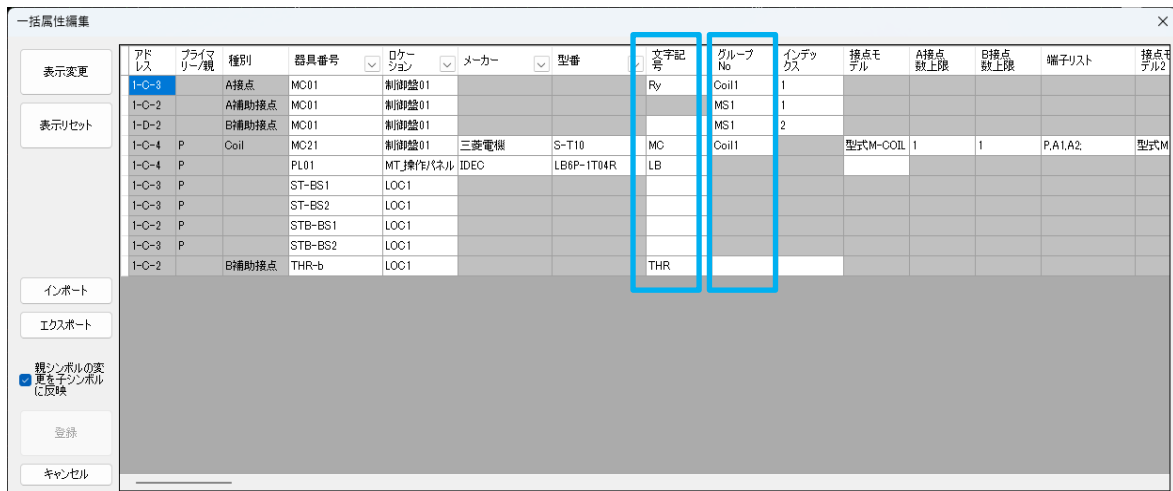 一括属性編集
表示変更
表示リセット
インポート
エクスポート
親シンボルの変
更を子シンボル
に反映
登録
キャンセル
アド
レス プライマ
リー/親 種別 器具番号 ロケー
ション メーカー 型番 文字記
号 グループ
No インデッ
クス 接点モ
デル A接点
数上限 B接点
数上限 端子リスト 接点モ
デル2
1-C-3 A接点 MC01 制御盤01 Ry Coil1 1
1-C-2 A補助接点 MC01 制御盤01 MS1 1
1-D-2 B補助接点 MC01 制御盤01 MS1 2
1-C-4 P Coil MC21 制御盤01 三菱電機 S-T10 MC Coil1 型式M-COIL 1 1 P,A1,A2; 型式M
1-C-4 P PL01 MT_操作パネル IDEC LB6P-1T04R LB
1-C-3 P ST-BS1 LOC1
1-C-3 P ST-BS2 LOC1
1-C-2 P STB-BS1 LOC1
1-C-3 P STB-BS2 LOC1
1-C-2 B補助接点 THR-b LOC1 THR